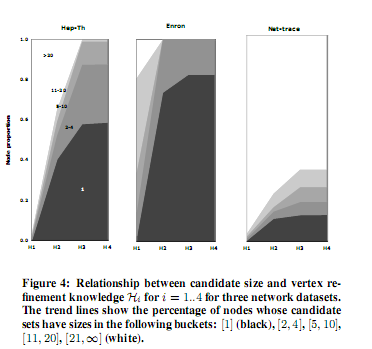 Hep-Th
Enron
Net-trace
1.0
0.8
0.6
0.4
0.2
0.0
Node proportion
>20
11-20
5-10
2-4
1
H1 H2 H3 H4
H1 H2 H3 H4
H1 H2 H3 H4
Figure 4: Relationship between candidate size and vertex re-
finement knowledge ℋᵢ for i = 1..4 for three network datasets.
The trend lines show the percentage of nodes whose candidate
sets have sizes in the following buckets: [1] (black), [2, 4], [5, 10],
[11, 20], [21, ∞] (white).